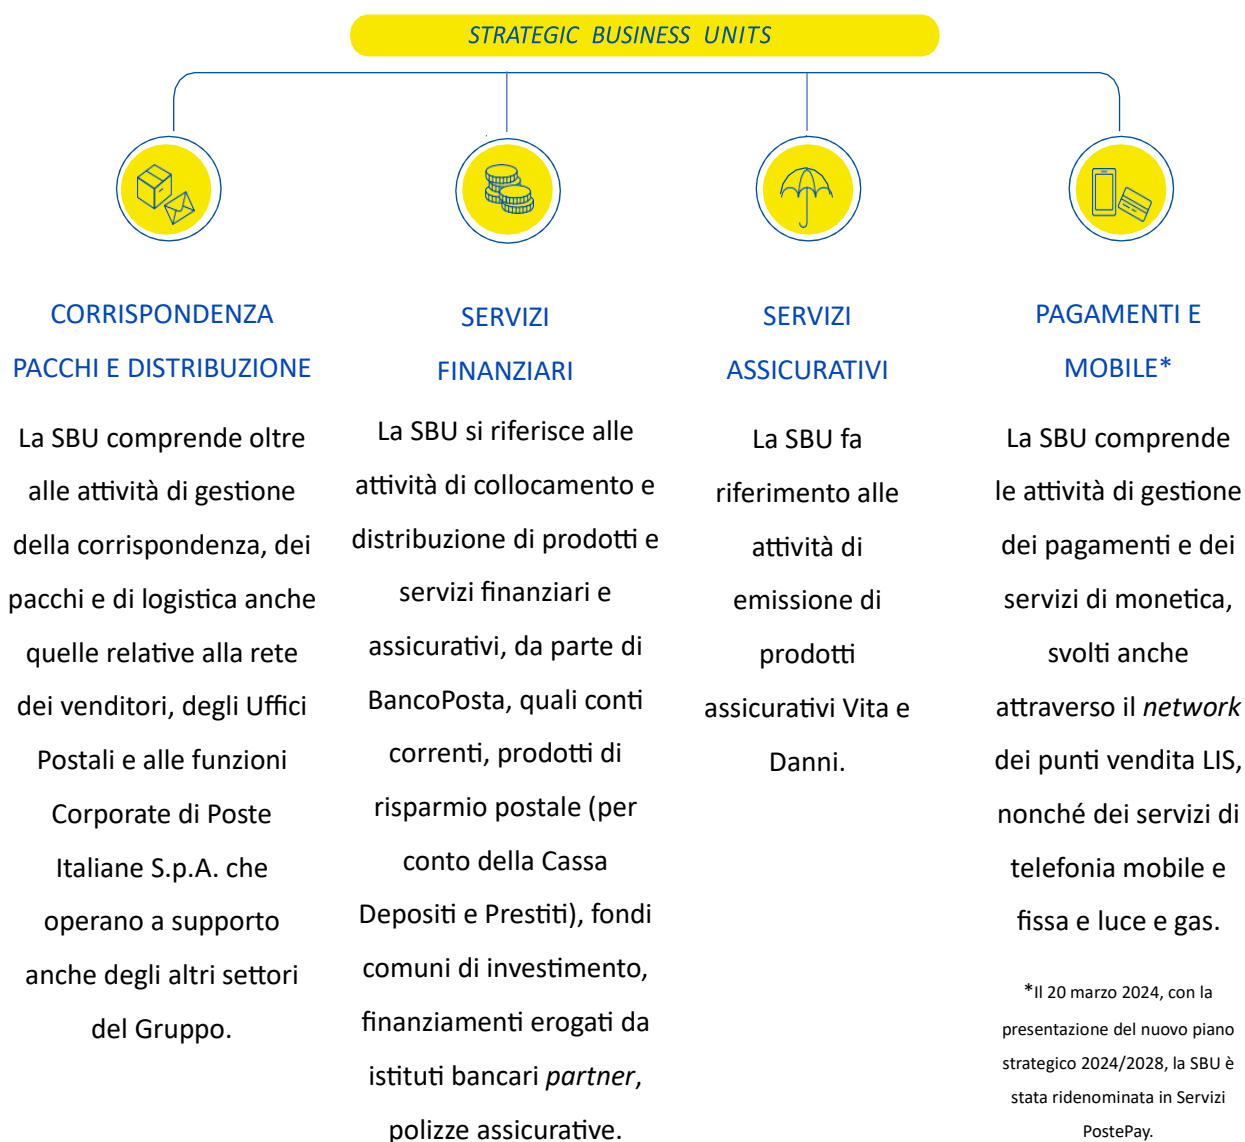 STRATEGIC BUSINESS UNITS
CORRISPONDENZA
PACCHI E DISTRIBUZIONE
La SBU comprende oltre
alle attività di gestione
della corrispondenza, dei
pacchi e di logistica anche
quelle relative alla rete
dei venditori, degli Uffici
Postali e alle funzioni
Corporate di Poste
Italiane S.p.A. che
operano a supporto
anche degli altri settori
del Gruppo.
SERVIZI
FINANZIARI
La SBU si riferisce alle
attività di collocamento e
distribuzione di prodotti e
servizi finanziari e
assicurativi, da parte di
BancoPosta, quali conti
correnti, prodotti di
risparmio postale (per
conto della Cassa
Depositi e Prestiti), fondi
comuni di investimento,
finanziamenti erogati da
istituti bancari partner,
polizze assicurative.
SERVIZI
ASSICURATIVI
La SBU fa
riferimento alle
attività di
emissione di
prodotti
assicurativi Vita e
Danni.
PAGAMENTI E
MOBILE*
La SBU comprende
le attività di gestione
dei pagamenti e dei
servizi di monetica,
svolti anche
attraverso il network
dei punti vendita LIS,
nonché dei servizi di
telefonia mobile e
fissa e luce e gas.
*Il 20 marzo 2024, con la
presentazione del nuovo piano
strategico 2024/2028, la SBU è
stata ridenominata in Servizi
PostePay.